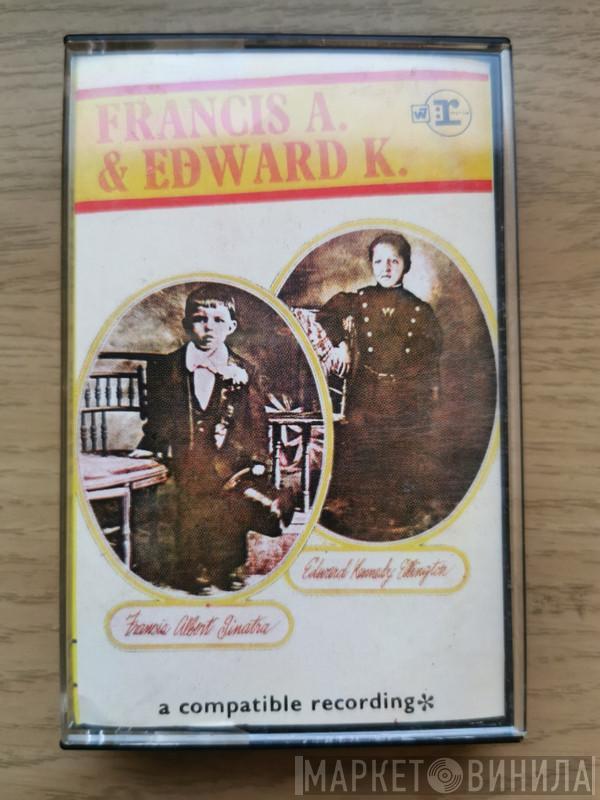 FRANCIS A.
& EDWARD K.
W
r
Edward Kennedy Ellington
Francis Albert Sinatra
a compatible recording*
МАРКЕТ ВИНИЛА